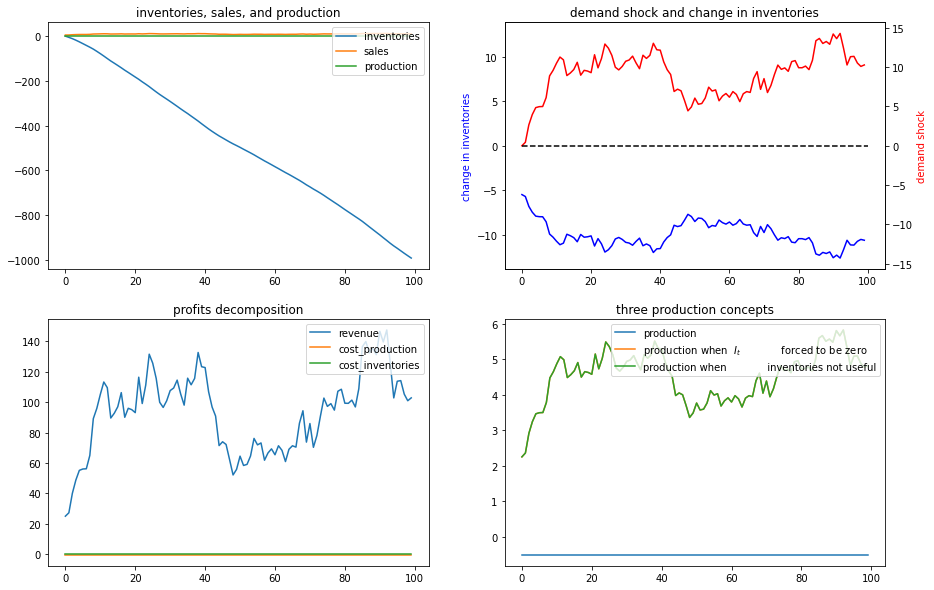 inventories, sales, and production
0
−200
−400
−600
−800
−1000
0 20 40 60 80 100
inventories
sales
production
demand shock and change in inventories
change in inventories
10
5
0
−5
−10
0 20 40 60 80 100
15
10
5
0
−5
−10
−15
demand shock
profits decomposition
140
120
100
80
60
40
20
0
0 20 40 60 80 100
revenue
cost_production
cost_inventories
three production concepts
6
5
4
3
2
1
0
0 20 40 60 80 100
production
production when I_t forced to be zero
production when inventories not useful